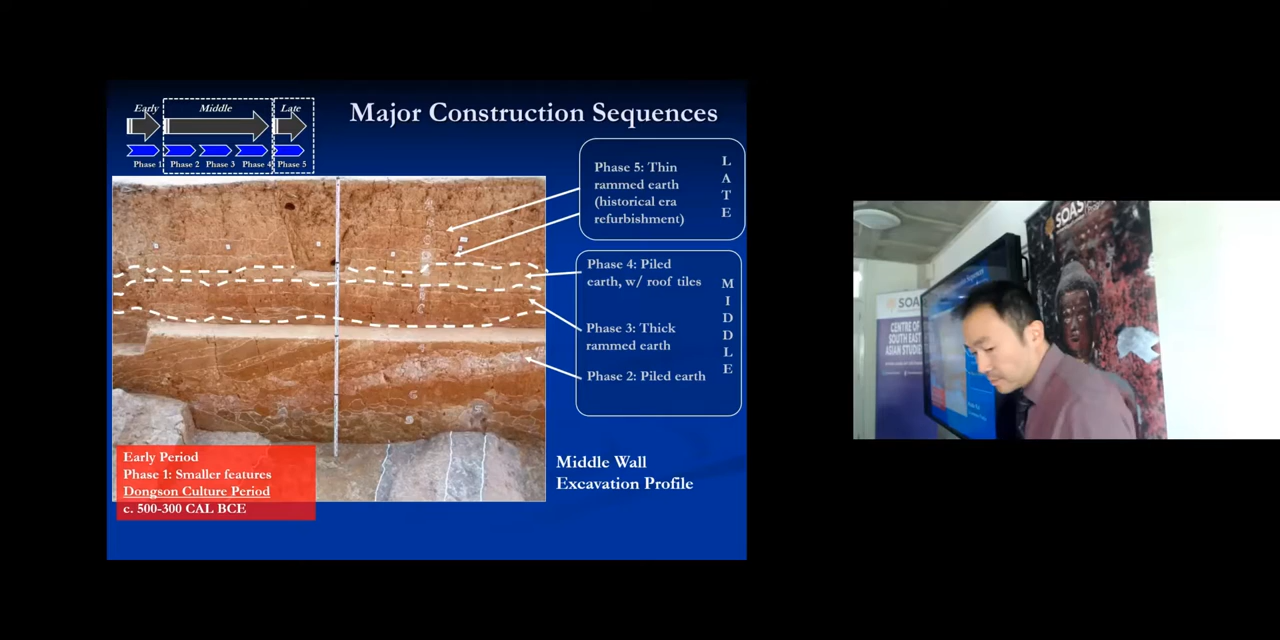 Early
Middle
Late
Phase 1
Phase 2
Phase 3
Phase 4
Phase 5
Major Construction Sequences
Phase 5: Thin
rammed earth
(historical era
refurbishment)
LATE
Phase 4: Piled
earth, w/ roof tiles
Phase 3: Thick
rammed earth
Phase 2: Piled earth
MIDDLE
Early Period
Phase 1: Smaller features
Dongson Culture Period
c. 500-300 CAL BCE
Middle Wall
Excavation Profile
SOAS
CENTRE OF
SOUTH EAST
ASIAN STUDIES
SOAS